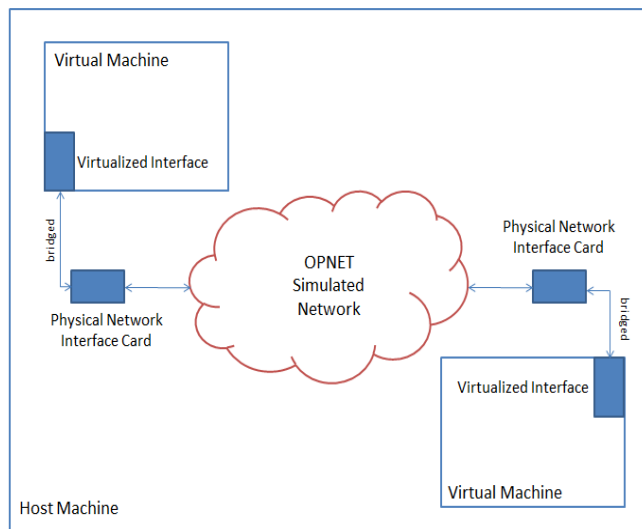 Virtual Machine
Virtualized Interface
bridged
Physical Network
Interface Card
OPNET
Simulated
Network
Physical Network
Interface Card
bridged
Virtualized Interface
Virtual Machine
Host Machine